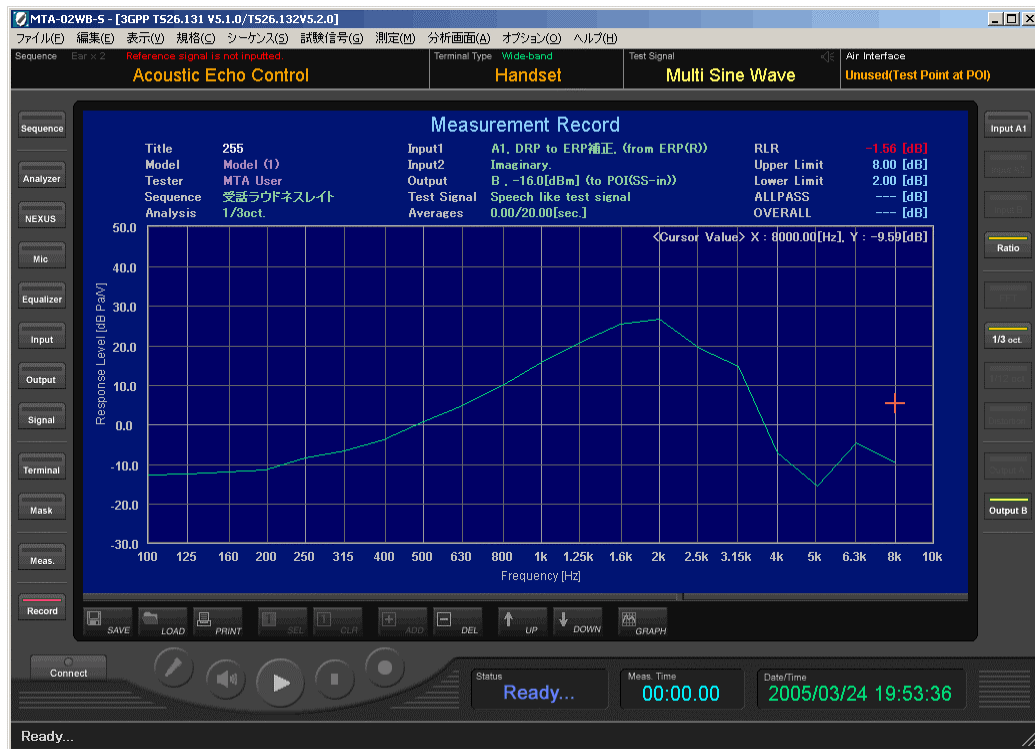 MTA-02WB-S - [3GPP TS26.131 V5.1.0/TS26.132V5.2.0]
ファイル(F) 編集(E) 表示(V) 規格(C) シーケンス(S) 試験信号(G) 測定(M) 分析画面(A) オプション(O) ヘルプ(H)
Sequence Ear × 2 Reference signal is not inputted.
Acoustic Echo Control
Terminal Type Wide-band
Handset
Test Signal
Multi Sine Wave
Air Interface
Unused(Test Point at POI)
Measurement Record
Title 255
Model Model (1)
Tester MTA User
Sequence 受話ラウドネスレイト
Analysis 1/3oct.
Input1 A1, DRP to ERP補正, (from ERP(R))
Input2 Imaginary.
Output B , -16.0[dBm] (to POI(SS-in))
Test Signal Speech like test signal
Averages 0.00/20.00[sec.]
RLR -1.56 [dB]
Upper Limit 8.00 [dB]
Lower Limit 2.00 [dB]
ALLPASS --- [dB]
OVERALL --- [dB]
<Cursor Value> X : 8000.00[Hz], Y : -9.59[dB]
Response Level [dB Pa/V]
50.0
40.0
30.0
20.0
10.0
0.0
-10.0
-20.0
-30.0
100 125 160 200 250 315 400 500 630 800 1k 1.25k 1.6k 2k 2.5k 3.15k 4k 5k 6.3k 8k 10k
Frequency [Hz]
Sequence
Analyzer
NEXUS
Mic
Equalizer
Input
Output
Signal
Terminal
Mask
Meas.
Record
Input A1
Ratio
1/3 oct.
Output B
SAVE LOAD PRINT SEL CLR ADD DEL UP DOWN GRAPH
Connect
Status
Ready...
Meas. Time
00:00.00
Date/Time
2005/03/24 19:53:36
Ready...